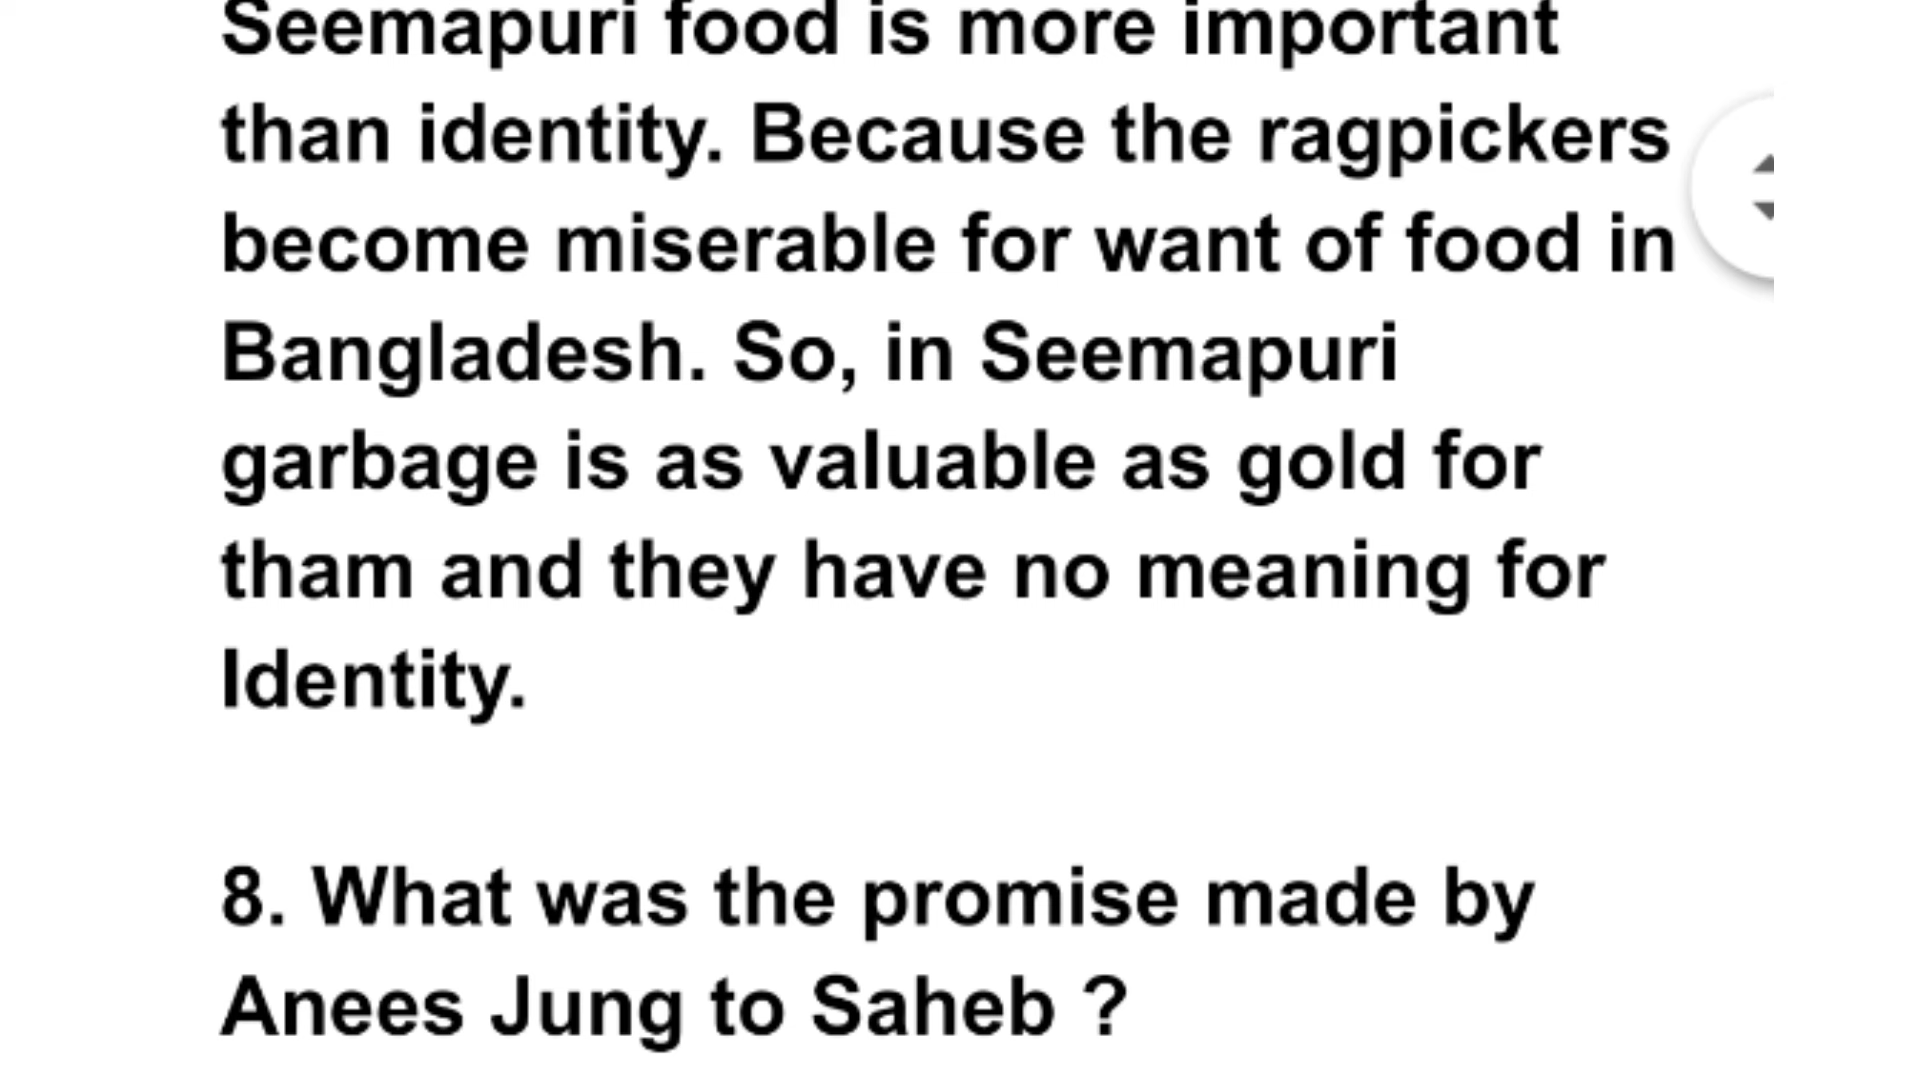 Seemapuri food is more important
than identity. Because the ragpickers
become miserable for want of food in
Bangladesh. So, in Seemapuri
garbage is as valuable as gold for
tham and they have no meaning for
Identity.
8. What was the promise made by
Anees Jung to Saheb ?